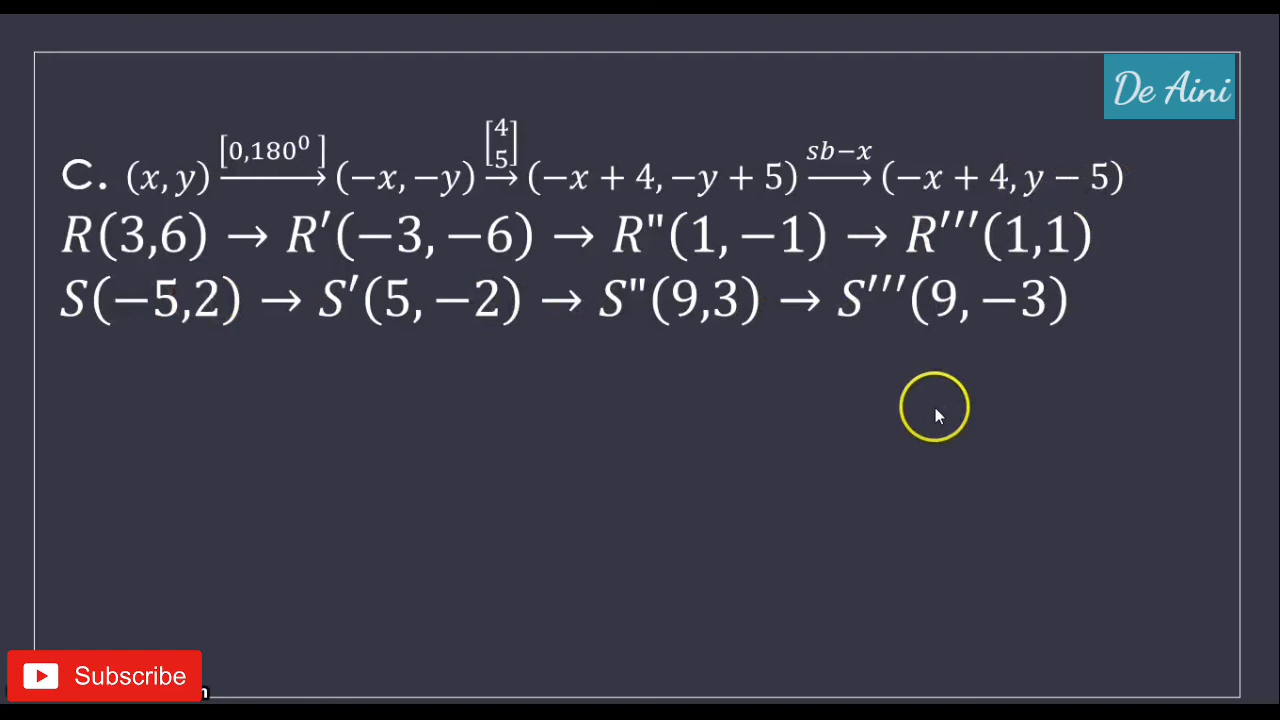 De Aini
C. (x, y) [0,180⁰ ]→ (−x, −y) [4 5]→ (−x + 4, −y + 5) sb−x→ (−x + 4, y − 5)
R(3,6) → R′(−3, −6) → R"(1, −1) → R′′′(1,1)
S(−5,2) → S′(5, −2) → S"(9,3) → S′′′(9, −3)
Subscribe